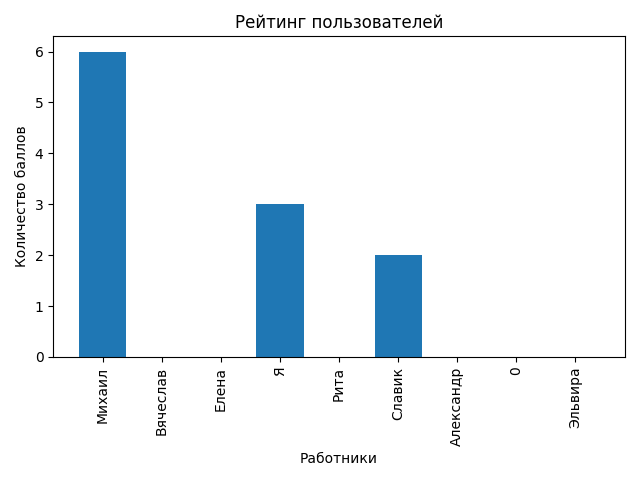 Рейтинг пользователей
Количество баллов
6
5
4
3
2
1
0
Михаил
Вячеслав
Елена
Я
Рита
Славик
Александр
0
Эльвира
Работники